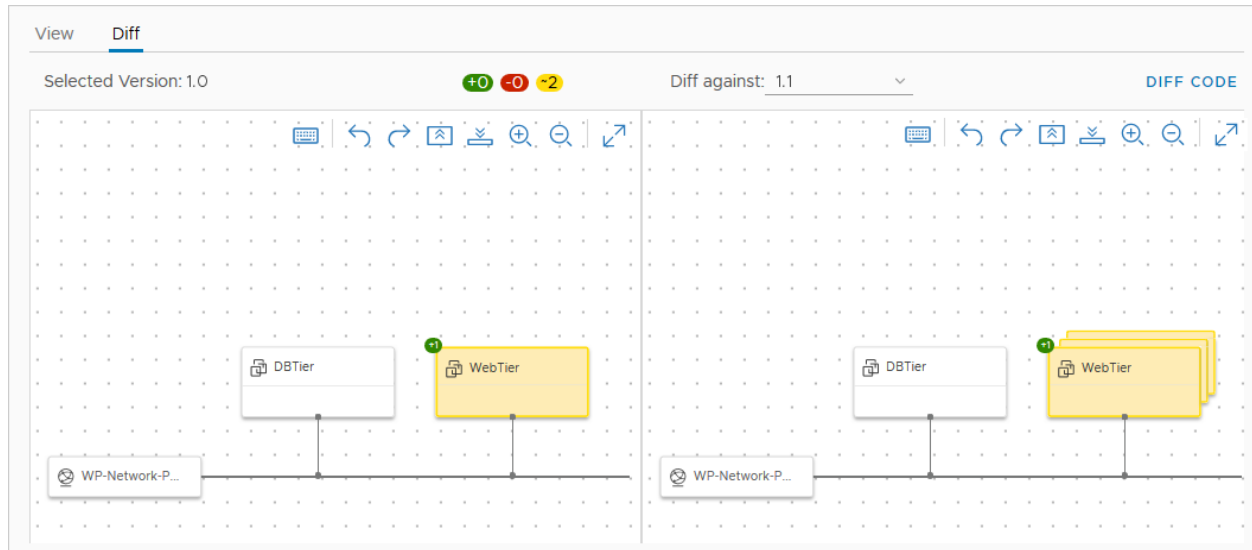 View Diff
Selected Version: 1.0 +0 -0 ~2 Diff against: 1.1 DIFF CODE
+1 +1
DBTier WebTier DBTier WebTier
WP-Network-P... WP-Network-P...